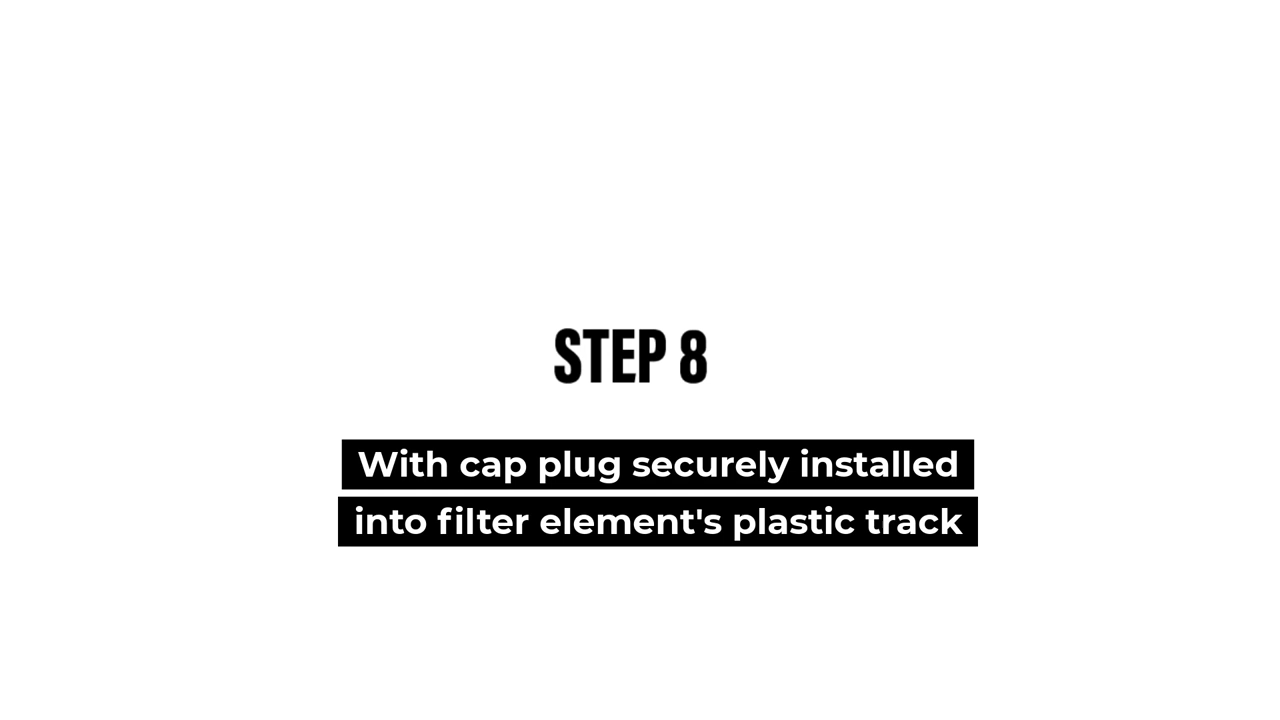 STEP 8
With cap plug securely installed
into filter element's plastic track